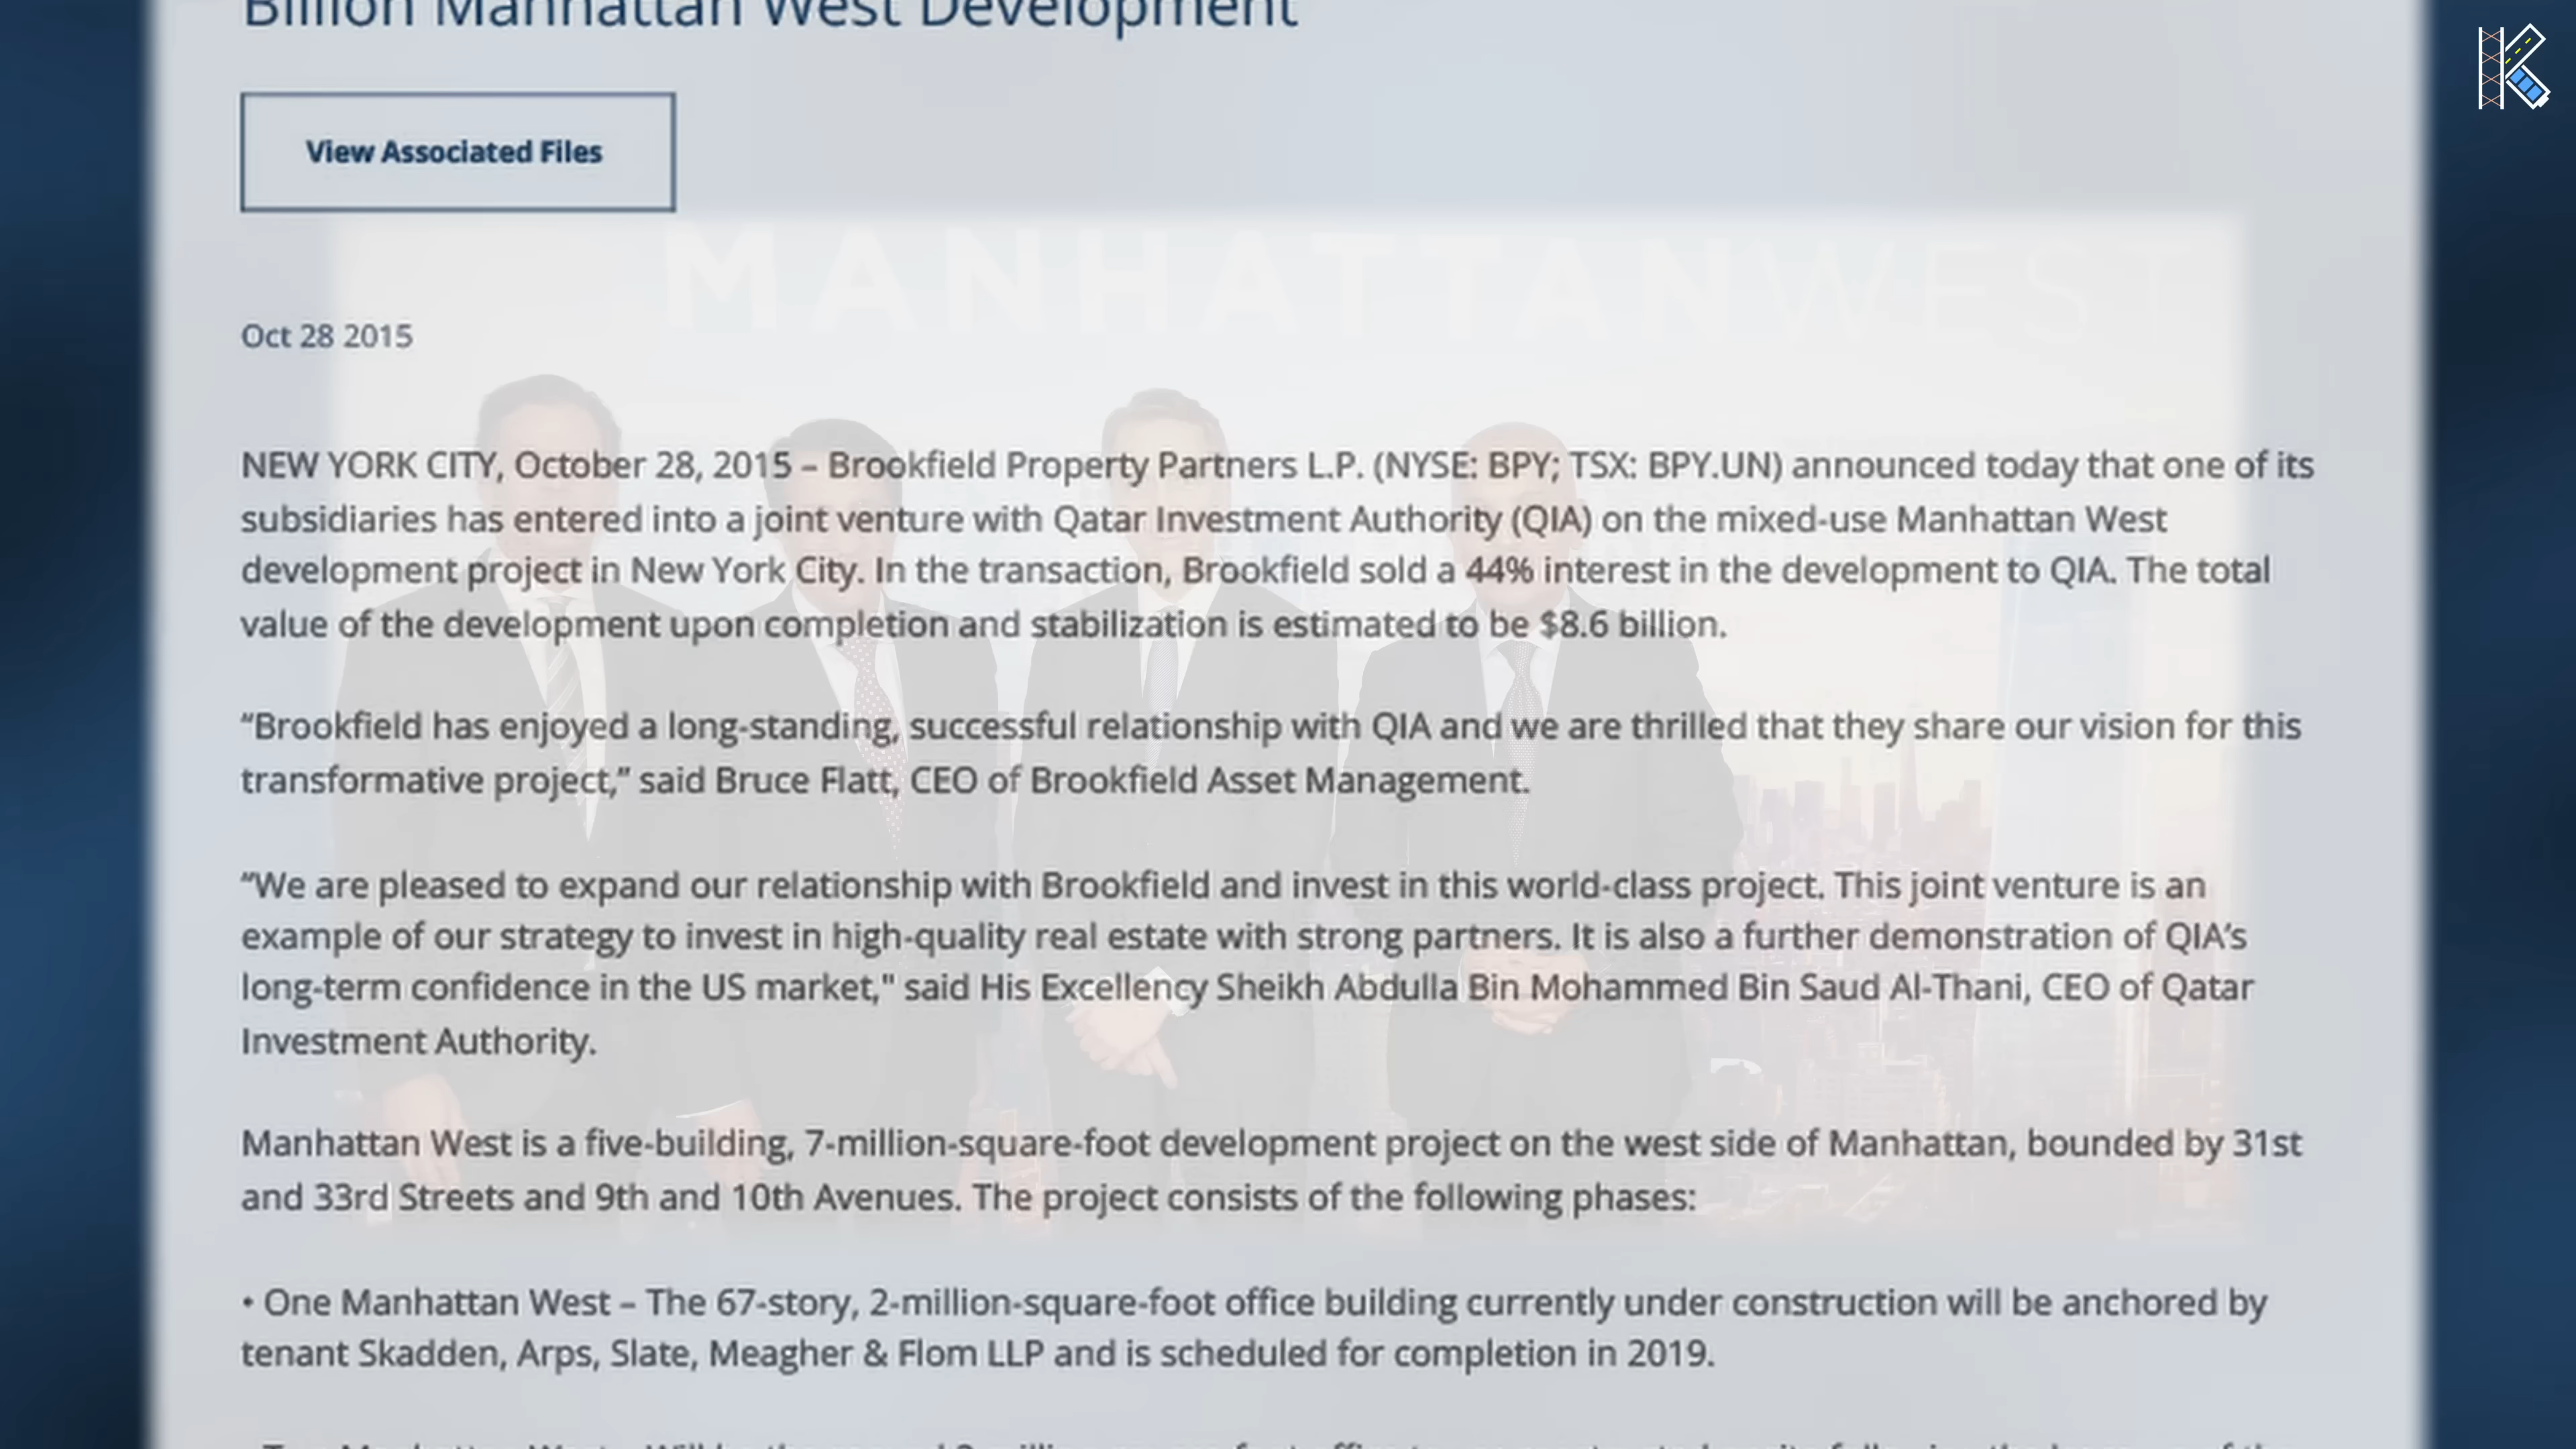 Billion Manhattan West Development
View Associated Files
MANHATTANWEST
Oct 28 2015
NEW YORK CITY, October 28, 2015 – Brookfield Property Partners L.P. (NYSE: BPY; TSX: BPY.UN) announced today that one of its
subsidiaries has entered into a joint venture with Qatar Investment Authority (QIA) on the mixed-use Manhattan West
development project in New York City. In the transaction, Brookfield sold a 44% interest in the development to QIA. The total
value of the development upon completion and stabilization is estimated to be $8.6 billion.
“Brookfield has enjoyed a long-standing, successful relationship with QIA and we are thrilled that they share our vision for this
transformative project,” said Bruce Flatt, CEO of Brookfield Asset Management.
“We are pleased to expand our relationship with Brookfield and invest in this world-class project. This joint venture is an
example of our strategy to invest in high-quality real estate with strong partners. It is also a further demonstration of QIA’s
long-term confidence in the US market," said His Excellency Sheikh Abdulla Bin Mohammed Bin Saud Al-Thani, CEO of Qatar
Investment Authority.
Manhattan West is a five-building, 7-million-square-foot development project on the west side of Manhattan, bounded by 31st
and 33rd Streets and 9th and 10th Avenues. The project consists of the following phases:
• One Manhattan West – The 67-story, 2-million-square-foot office building currently under construction will be anchored by
tenant Skadden, Arps, Slate, Meagher & Flom LLP and is scheduled for completion in 2019.